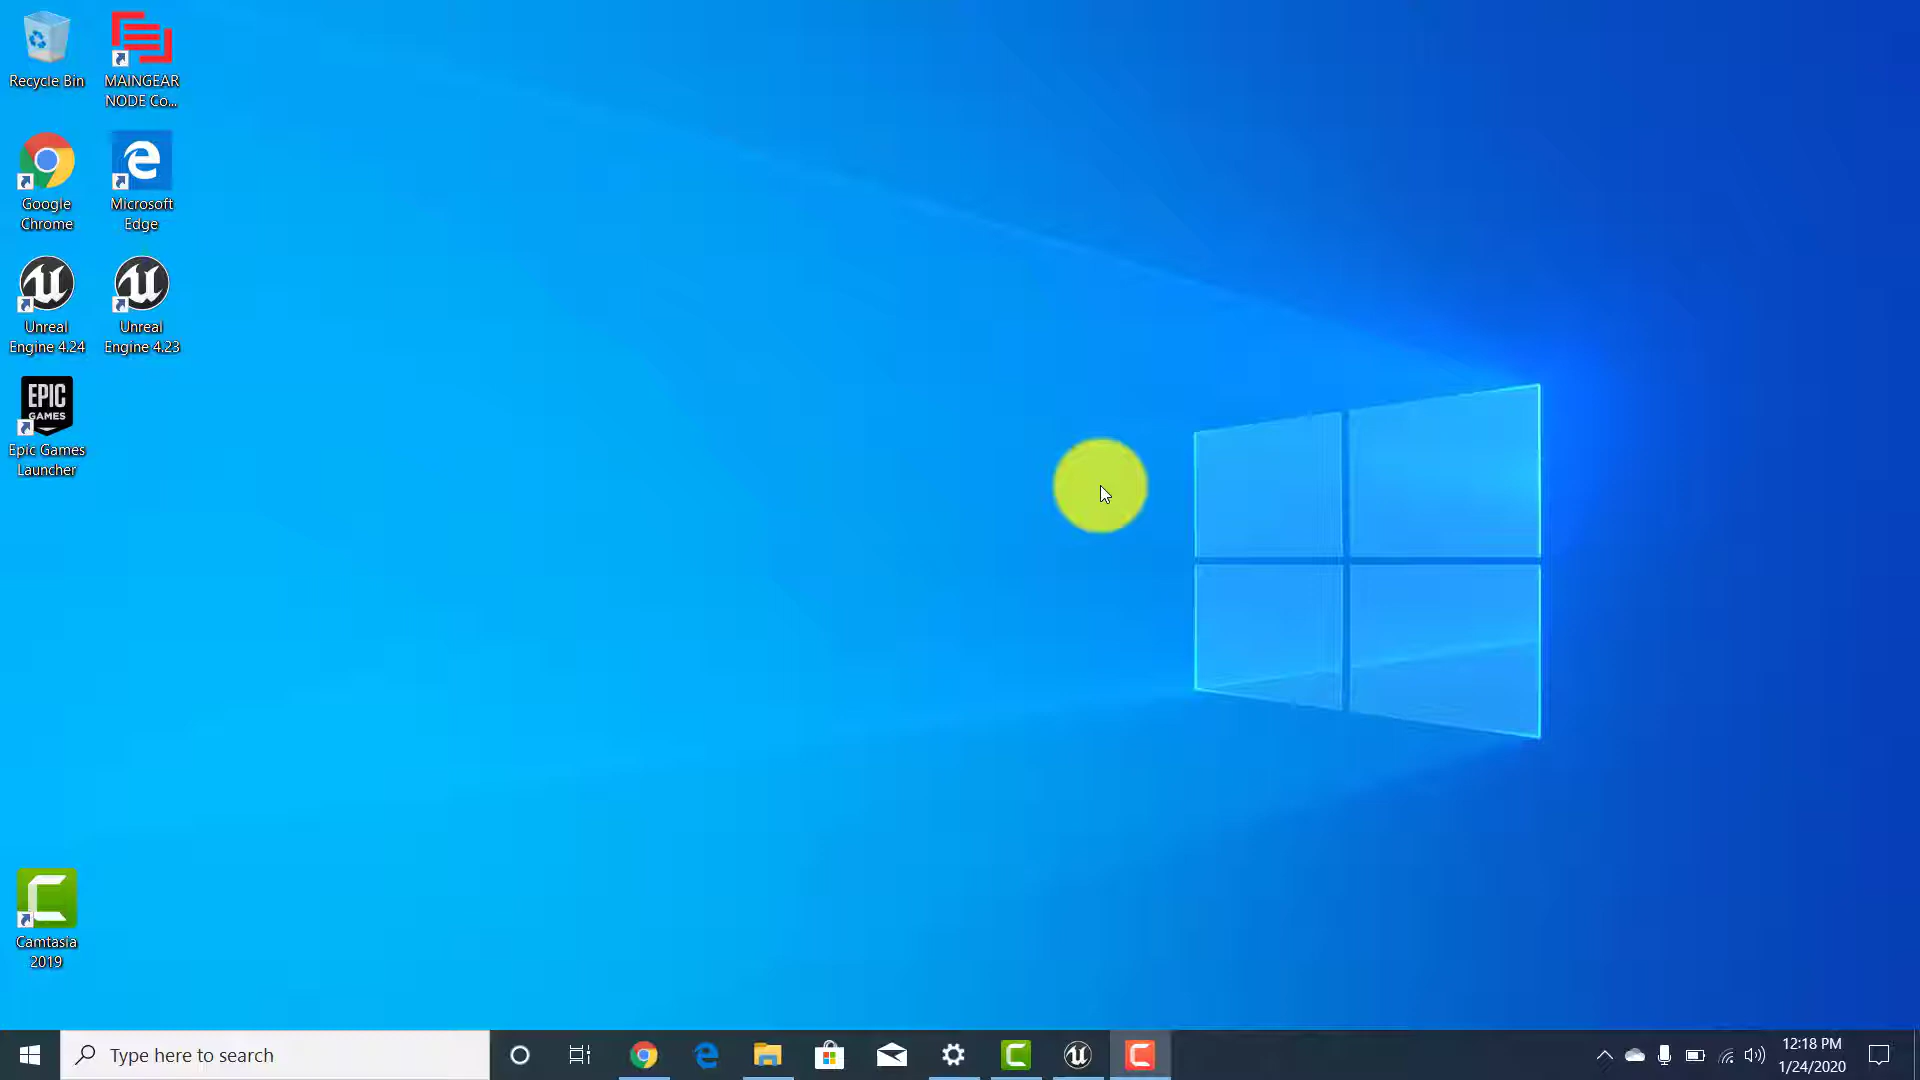 Recycle Bin
MAINGEAR
NODE Co...
Google
Chrome
Microsoft
Edge
Unreal
Engine 4.24
Unreal
Engine 4.23
EPIC
GAMES
Epic Games
Launcher
Camtasia
2019
Type here to search
12:18 PM
1/24/2020